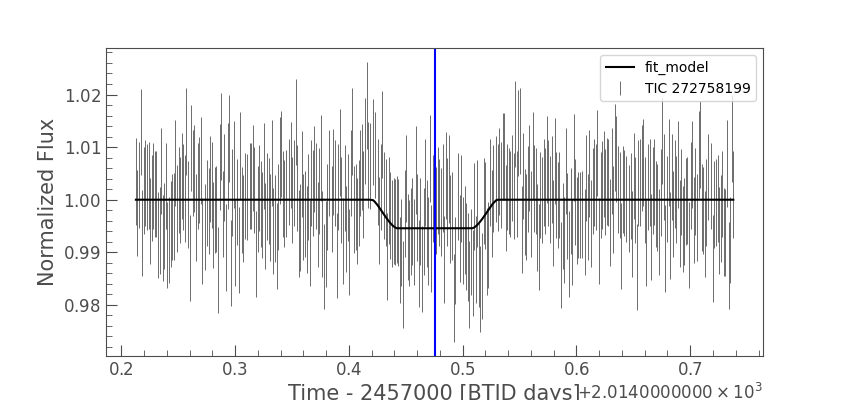 fit_model
TIC 272758199
Normalized Flux
1.02
1.01
1.00
0.99
0.98
0.2 0.3 0.4 0.5 0.6 0.7
Time - 2457000 [BTJD days]
+2.0140000000 × 10³